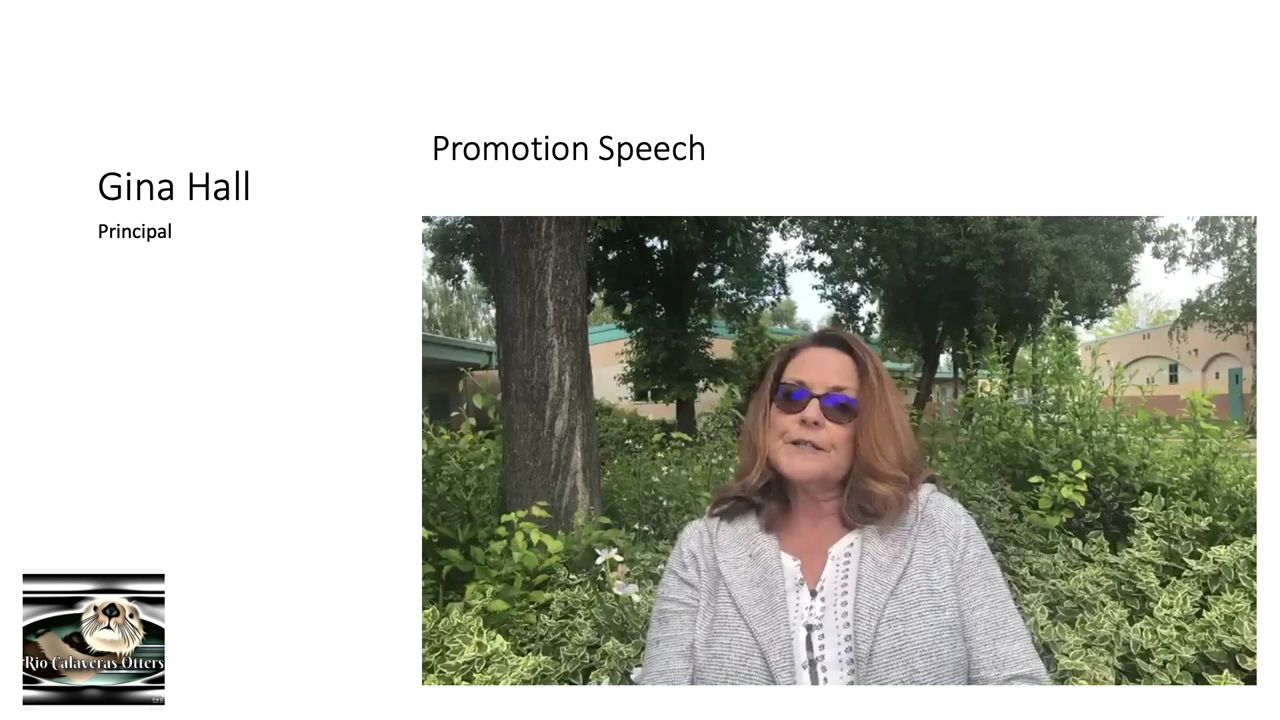 Promotion Speech
Gina Hall
Principal
Rio Calaveras Otters